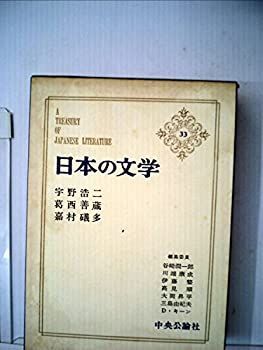 A
TREASURY
OF
JAPANESE LITERATURE
33
日本の文学
宇野浩二
葛西善蔵
嘉村礒多
編集委員
谷崎潤一郎
川端康成
伊藤整
高見順
大岡昇平
三島由紀夫
D・キーン
中央公論社